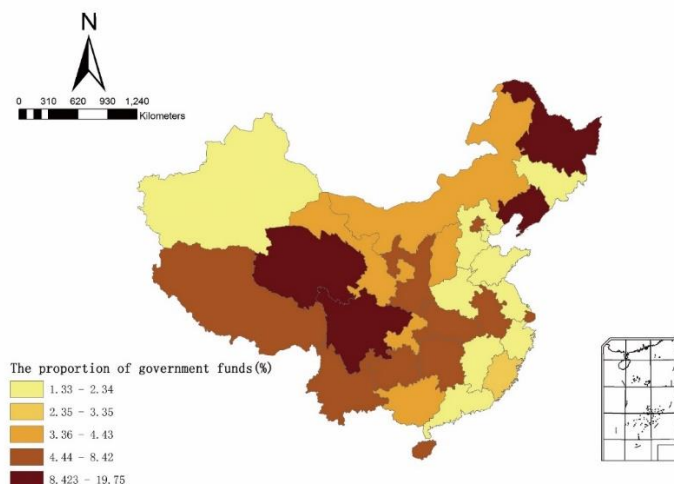 N
0 310 620 930 1,240
Kilometers
The proportion of government funds(%)
1.33 - 2.34
2.35 - 3.35
3.36 - 4.43
4.44 - 8.42
8.423 - 19.75